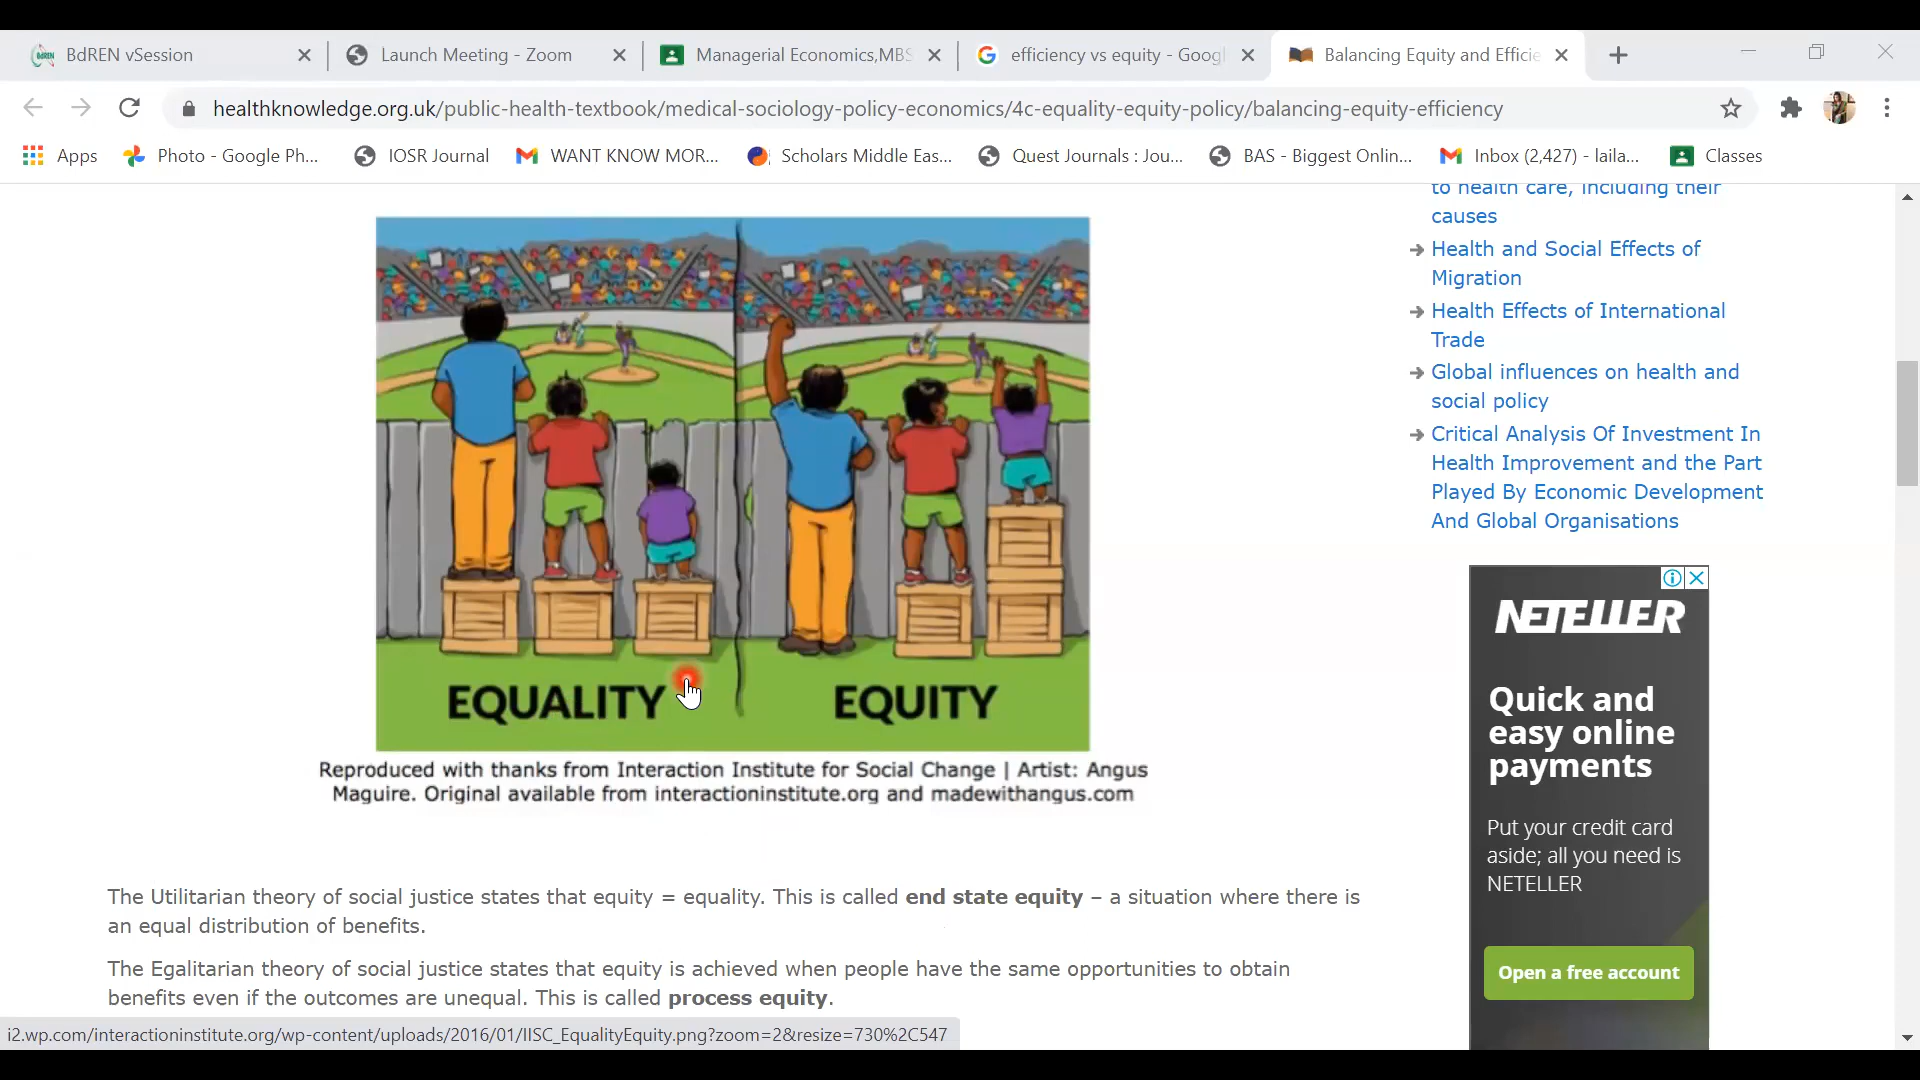 BdREN vSession
Launch Meeting - Zoom
Managerial Economics,MBS
efficiency vs equity - Googl
Balancing Equity and Efficie
healthknowledge.org.uk/public-health-textbook/medical-sociology-policy-economics/4c-equality-equity-policy/balancing-equity-efficiency
Apps
Photo - Google Ph...
IOSR Journal
WANT KNOW MOR...
Scholars Middle Eas...
Quest Journals : Jou...
BAS - Biggest Onlin...
Inbox (2,427) - laila...
Classes
to health care, including their
causes
Health and Social Effects of
Migration
Health Effects of International
Trade
Global influences on health and
social policy
Critical Analysis Of Investment In
Health Improvement and the Part
Played By Economic Development
And Global Organisations
EQUALITY
EQUITY
Reproduced with thanks from Interaction Institute for Social Change | Artist: Angus
Maguire. Original available from interactioninstitute.org and madewithangus.com
The Utilitarian theory of social justice states that equity = equality. This is called end state equity – a situation where there is
an equal distribution of benefits.
The Egalitarian theory of social justice states that equity is achieved when people have the same opportunities to obtain
benefits even if the outcomes are unequal. This is called process equity.
NETELLER
Quick and
easy online
payments
Put your credit card
aside; all you need is
NETELLER
Open a free account
i2.wp.com/interactioninstitute.org/wp-content/uploads/2016/01/IISC_EqualityEquity.png?zoom=2&resize=730%2C547